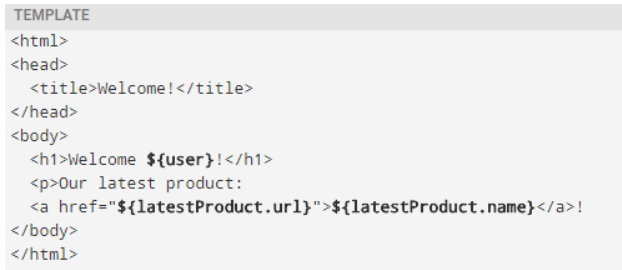 TEMPLATE
<html>
<head>
  <title>Welcome!</title>
</head>
<body>
  <h1>Welcome ${user}!</h1>
  <p>Our latest product:
  <a href="${latestProduct.url}">${latestProduct.name}</a>!
</body>
</html>